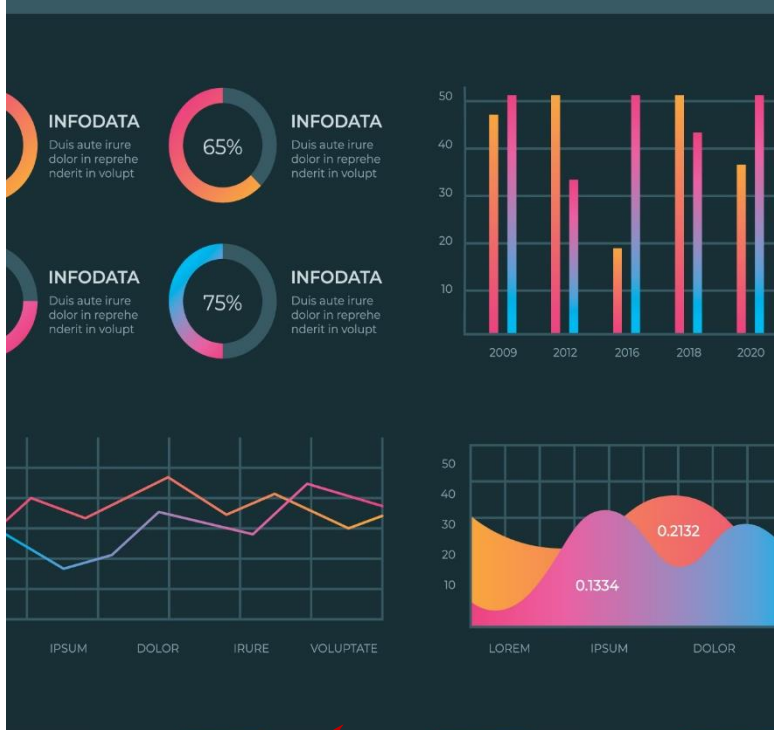 INFODATA
Duis aute irure
dolor in reprehe
nderit in volupt
65%
INFODATA
Duis aute irure
dolor in reprehe
nderit in volupt
INFODATA
Duis aute irure
dolor in reprehe
nderit in volupt
75%
INFODATA
Duis aute irure
dolor in reprehe
nderit in volupt
50
40
30
20
10
2009 2012 2016 2018 2020
IPSUM DOLOR IRURE VOLUPTATE
50
40
30
20
10
0.2132
0.1334
LOREM IPSUM DOLOR